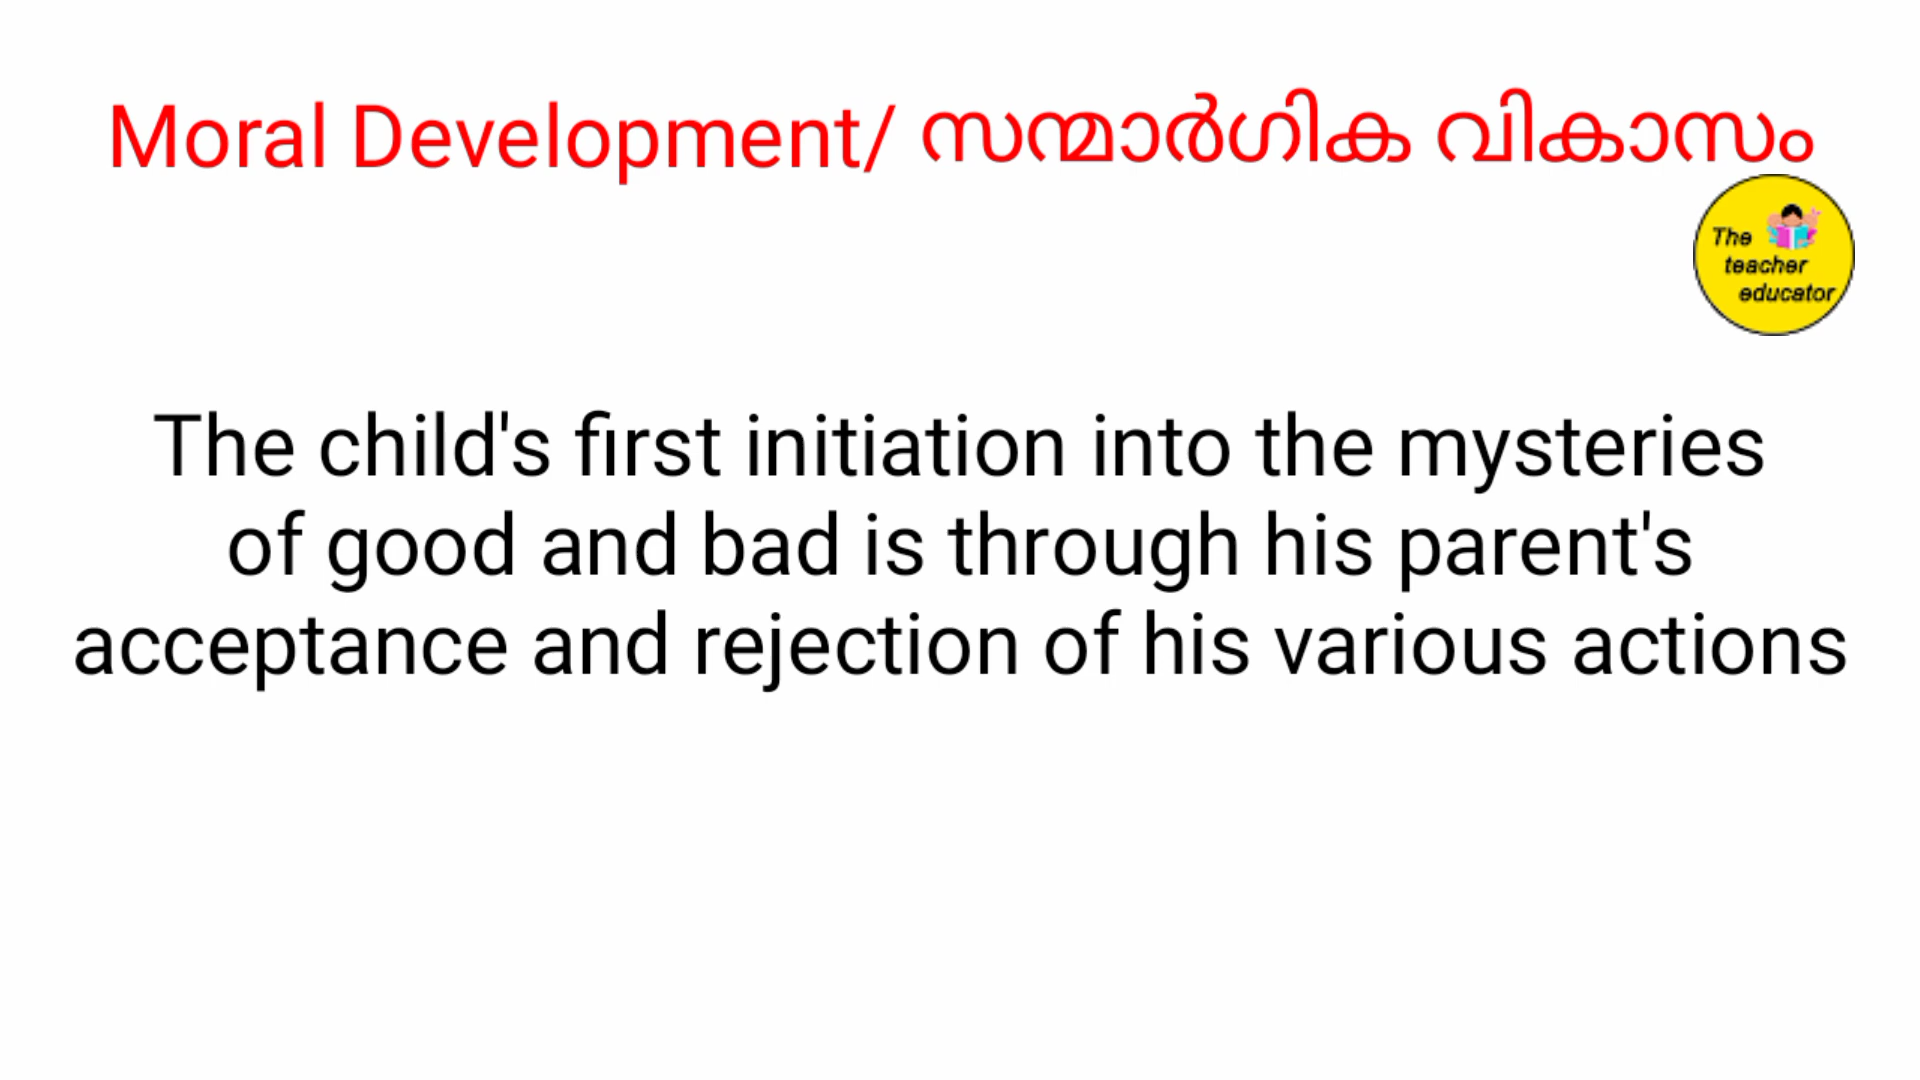 Moral Development/ സന്മാർഗിക വികാസം
The
teacher
educator
The child's first initiation into the mysteries
of good and bad is through his parent's
acceptance and rejection of his various actions